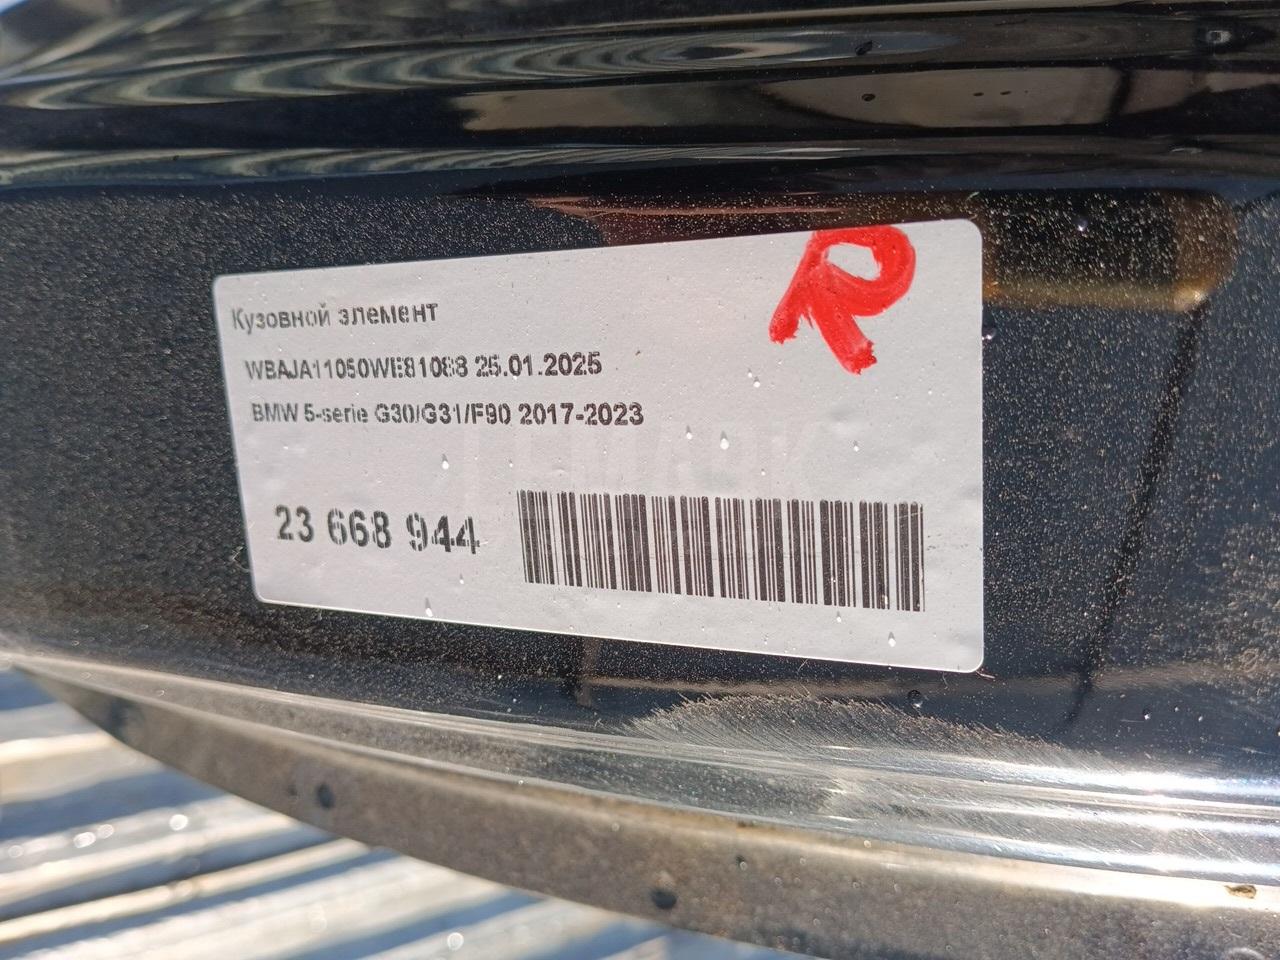 R
Кузовной элемент
WBAJA11050WE81088 25.01.2025
BMW 5-serie G30/G31/F90 2017-2023
23 668 944